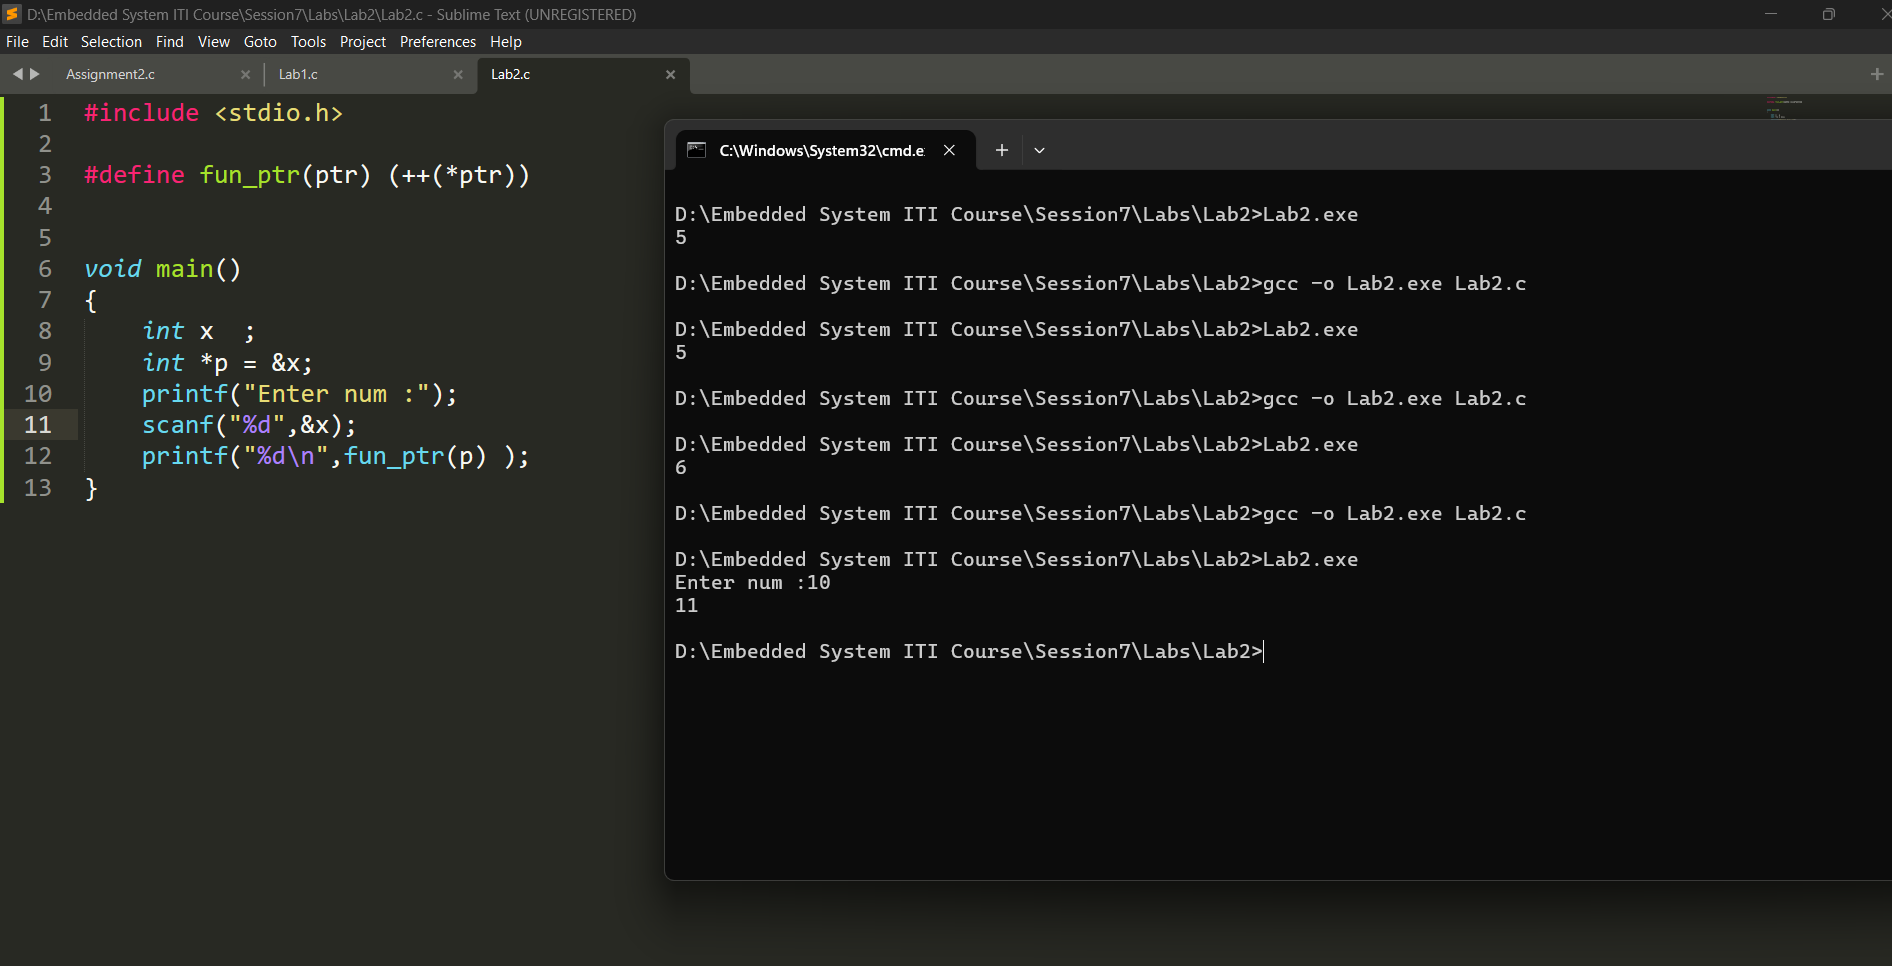 D:\Embedded System ITI Course\Session7\Labs\Lab2\Lab2.c - Sublime Text (UNREGISTERED)
File Edit Selection Find View Goto Tools Project Preferences Help
Assignment2.c Lab1.c Lab2.c
1 #include <stdio.h>
2
3 #define fun_ptr(ptr) (++(*ptr))
4
5
6 void main()
7 {
8 int x  ;
9 int *p = &x;
10 printf("Enter num :");
11 scanf("%d",&x);
12 printf("%d\n",fun_ptr(p) );
13 }
C:\Windows\System32\cmd.e
D:\Embedded System ITI Course\Session7\Labs\Lab2>Lab2.exe
5
D:\Embedded System ITI Course\Session7\Labs\Lab2>gcc -o Lab2.exe Lab2.c
D:\Embedded System ITI Course\Session7\Labs\Lab2>Lab2.exe
5
D:\Embedded System ITI Course\Session7\Labs\Lab2>gcc -o Lab2.exe Lab2.c
D:\Embedded System ITI Course\Session7\Labs\Lab2>Lab2.exe
6
D:\Embedded System ITI Course\Session7\Labs\Lab2>gcc -o Lab2.exe Lab2.c
D:\Embedded System ITI Course\Session7\Labs\Lab2>Lab2.exe
Enter num :10
11
D:\Embedded System ITI Course\Session7\Labs\Lab2>